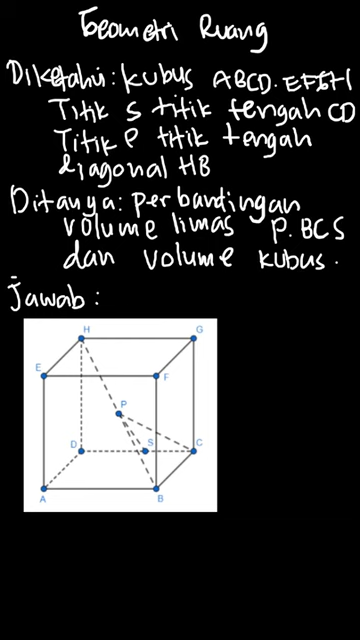 Geometri Ruang
Diketahui: kubus ABCD.EFGH
Titik S titik tengah CD
Titik P titik tengah
diagonal HB
Ditanya: perbandingan
volume limas P.BCS
dan volume kubus.
Jawab:
H G
E F
P
D S C
A B